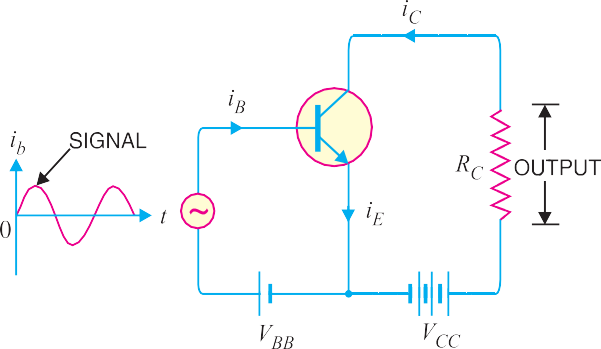 i_C
i_B
i_b
SIGNAL
R_C
OUTPUT
~
0
t
i_E
V_BB
V_CC